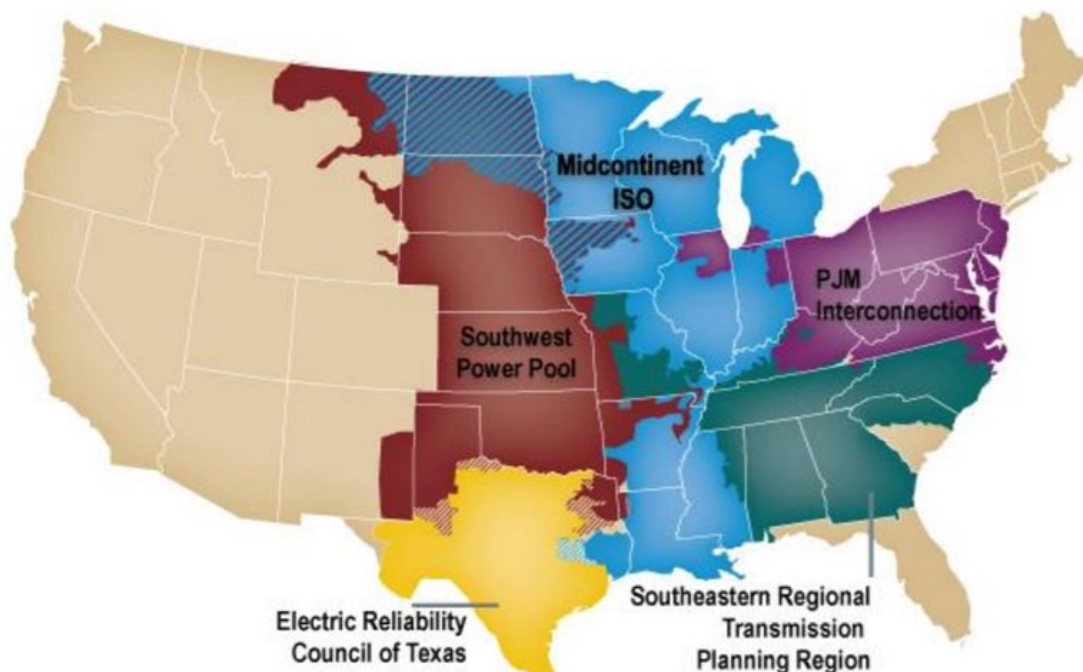 Midcontinent
ISO
PJM
Interconnection
Southwest
Power Pool
Electric Reliability
Council of Texas
Southeastern Regional
Transmission
Planning Region